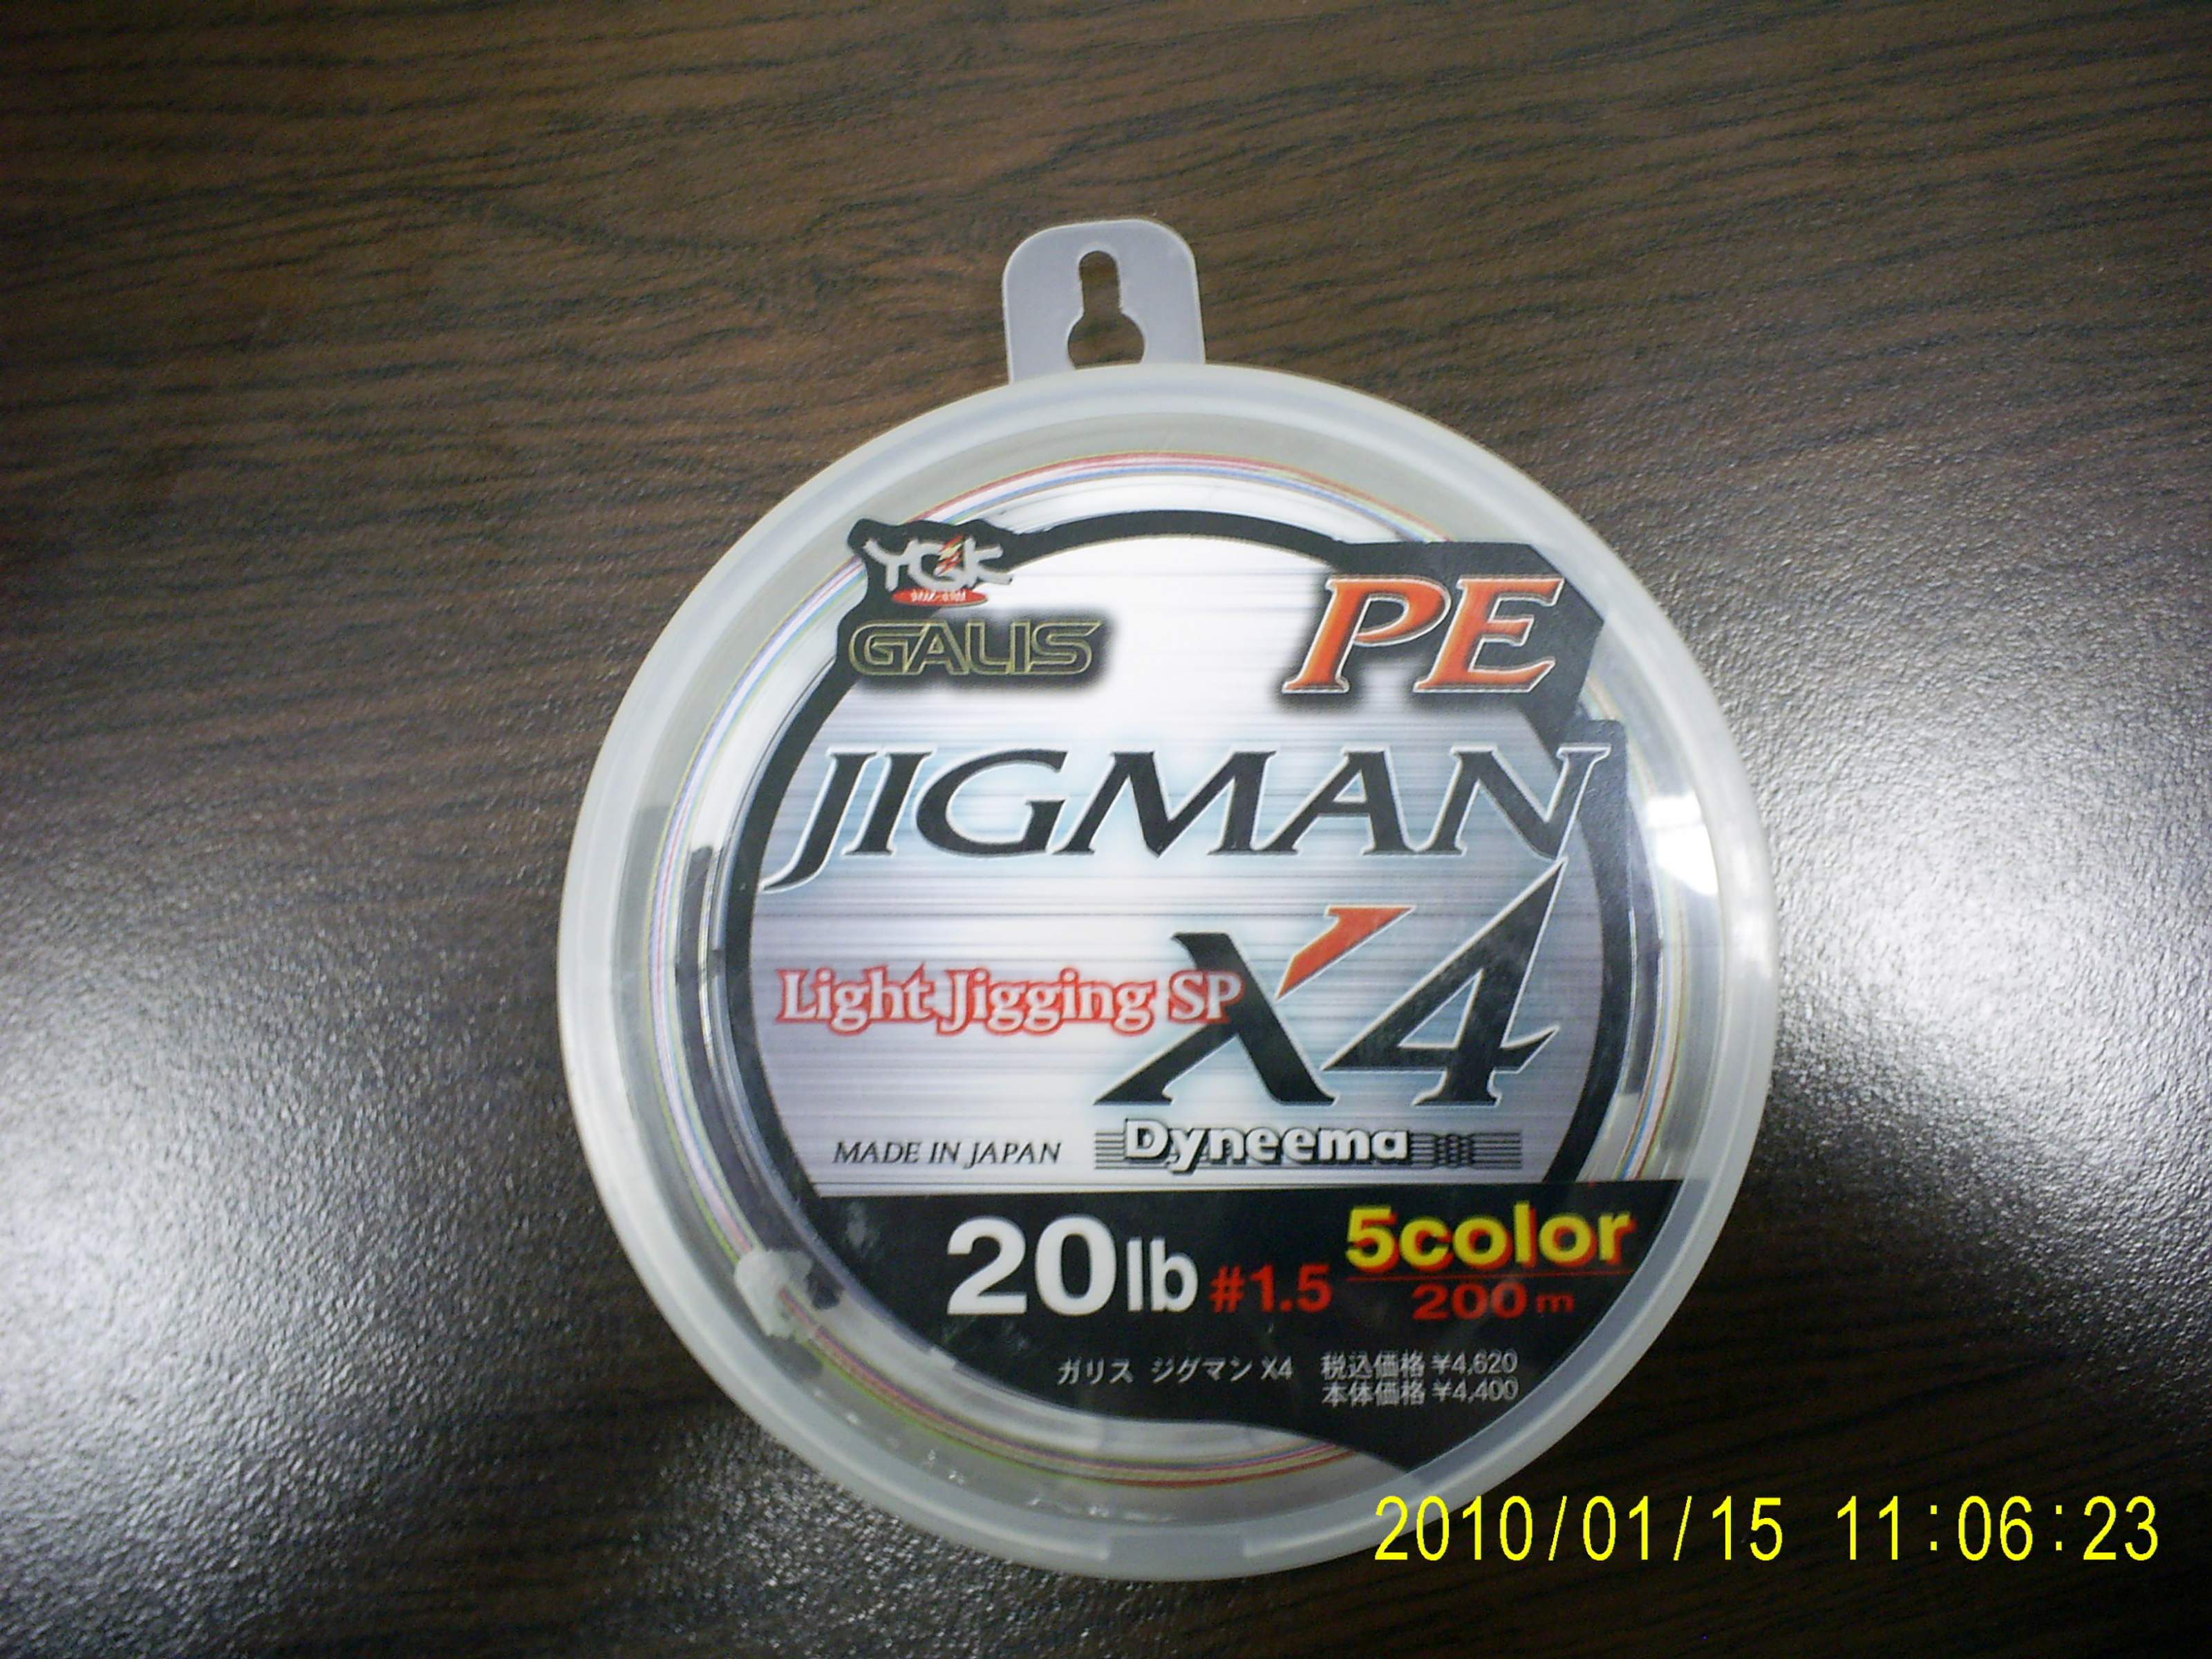 YGK
GALIS
PE
JIGMAN
X4
Light Jigging SP
MADE IN JAPAN
Dyneema
20lb #1.5
5color
200m
ガリス ジグマン X4
税込価格 ¥4,620
本体価格 ¥4,400
2010/01/15 11:06:23